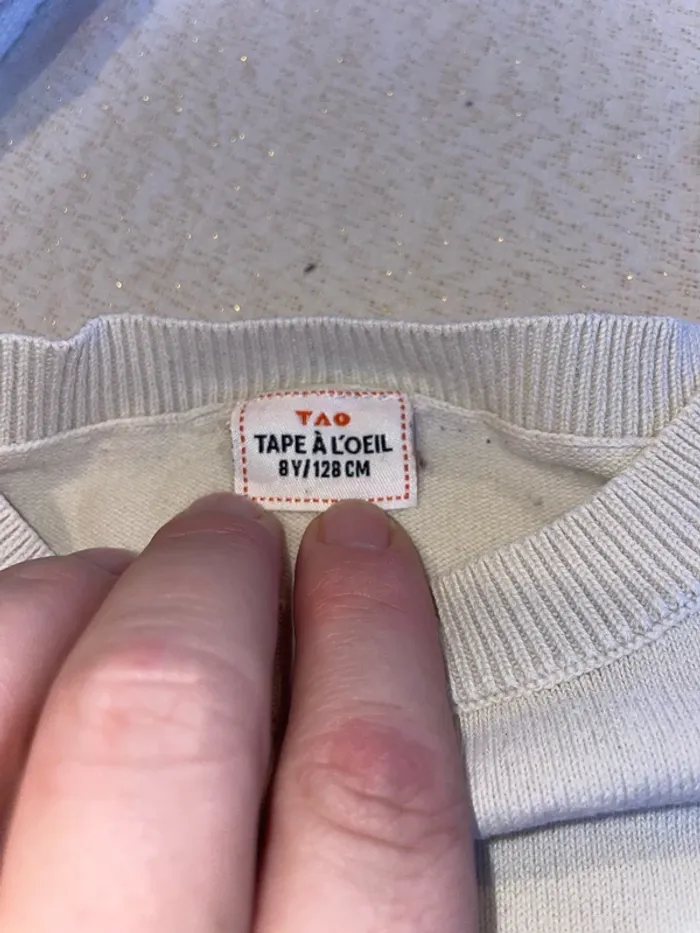 TAO
TAPE À L'OEIL
8Y/128 CM